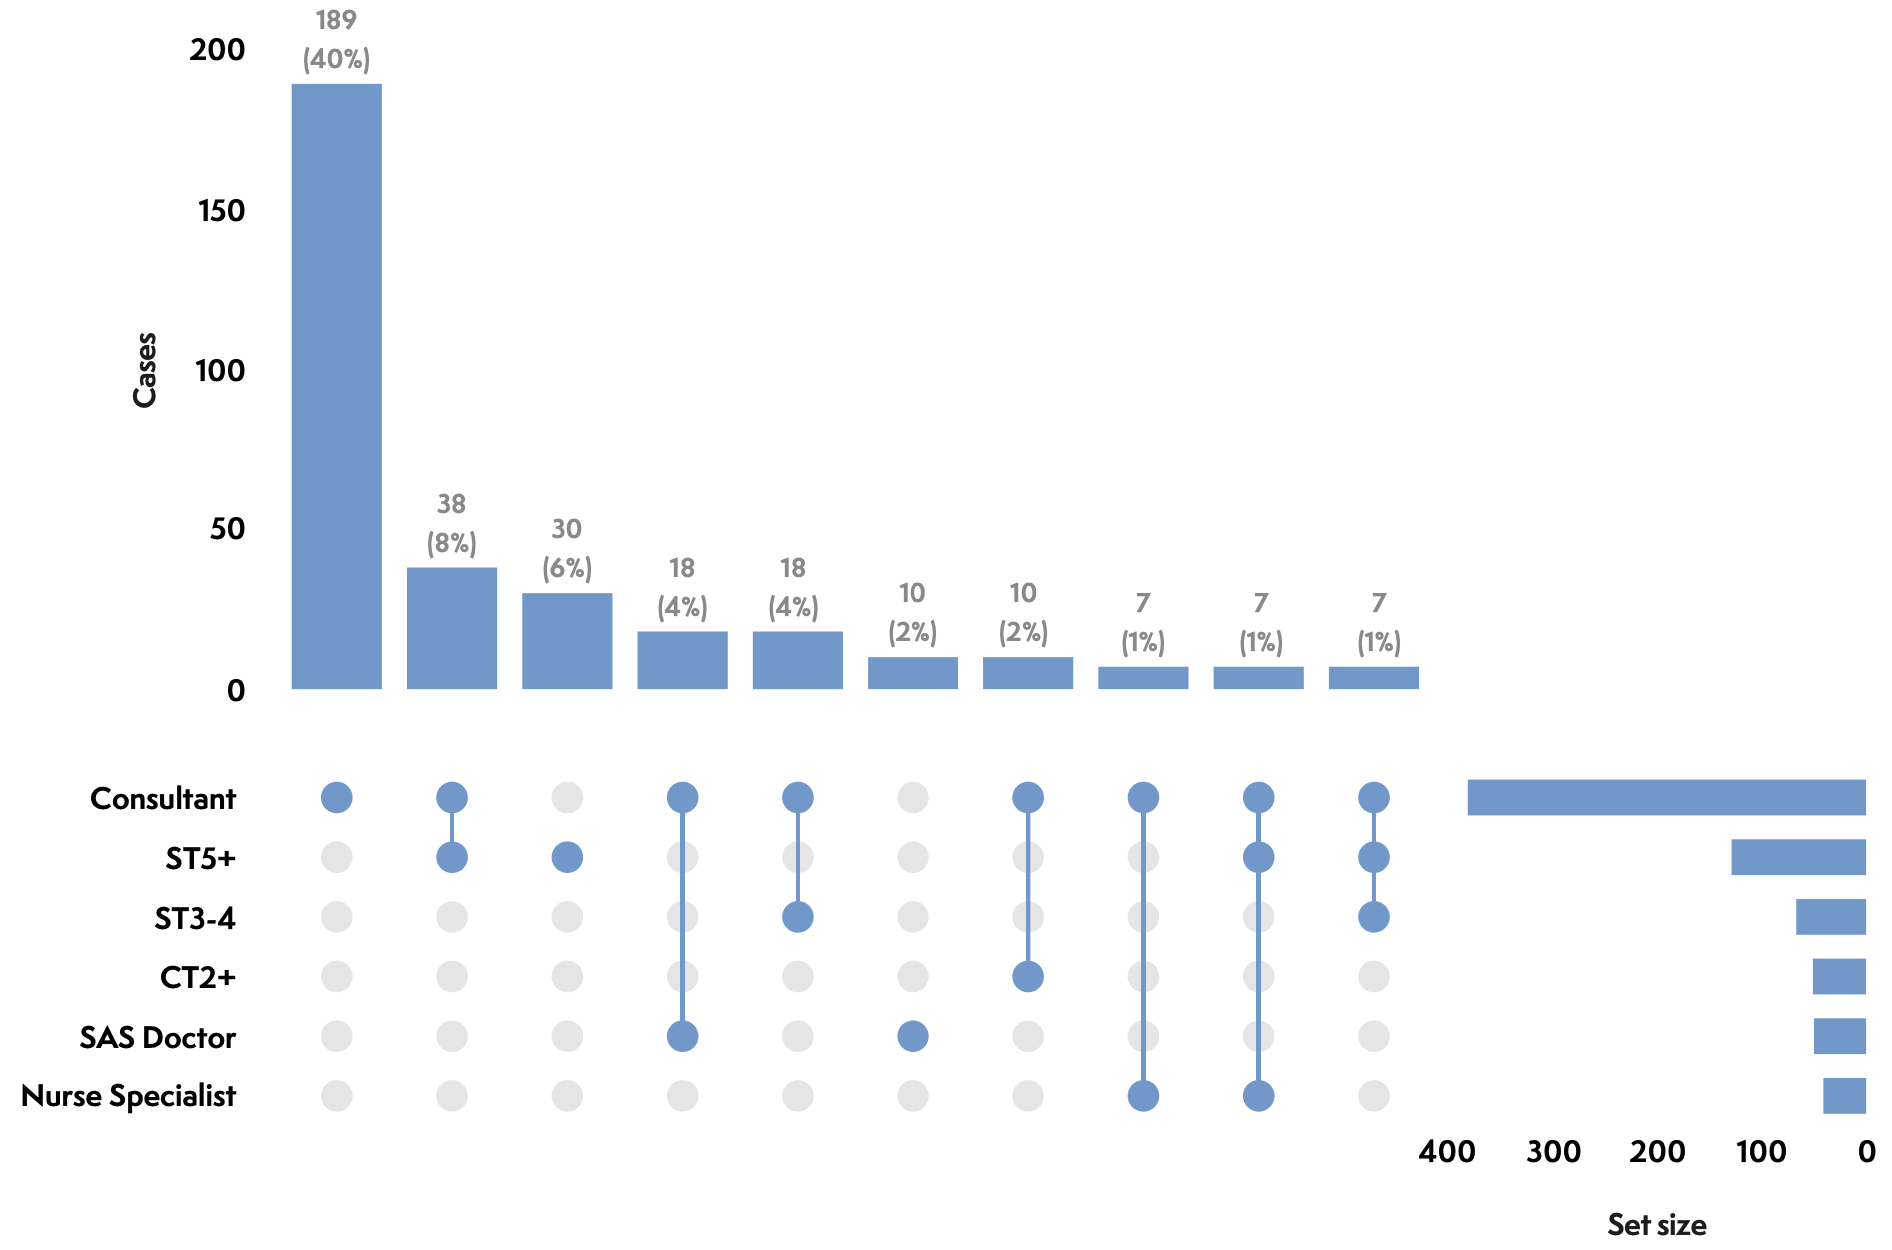 189
(40%)
200
150
100
50
0
Cases
38
(8%)
30
(6%)
18
(4%)
18
(4%)
10
(2%)
10
(2%)
7
(1%)
7
(1%)
7
(1%)
Consultant
ST5+
ST3-4
CT2+
SAS Doctor
Nurse Specialist
400 300 200 100 0
Set size